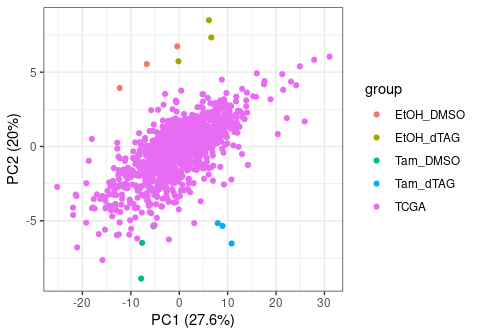 group
EtOH_DMSO
EtOH_dTAG
Tam_DMSO
Tam_dTAG
TCGA
PC2 (20%)
5
0
-5
-20
-10
0
10
20
30
PC1 (27.6%)